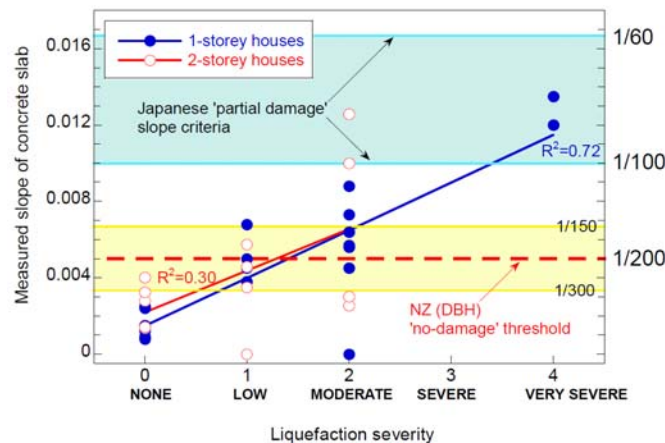 0.016
0.012
0.008
0.004
0
Measured slope of concrete slab
1-storey houses
2-storey houses
Japanese 'partial damage'
slope criteria
R²=0.72
R²=0.30
NZ (DBH)
'no-damage' threshold
1/60
1/100
1/150
1/200
1/300
0 1 2 3 4
NONE LOW MODERATE SEVERE VERY SEVERE
Liquefaction severity